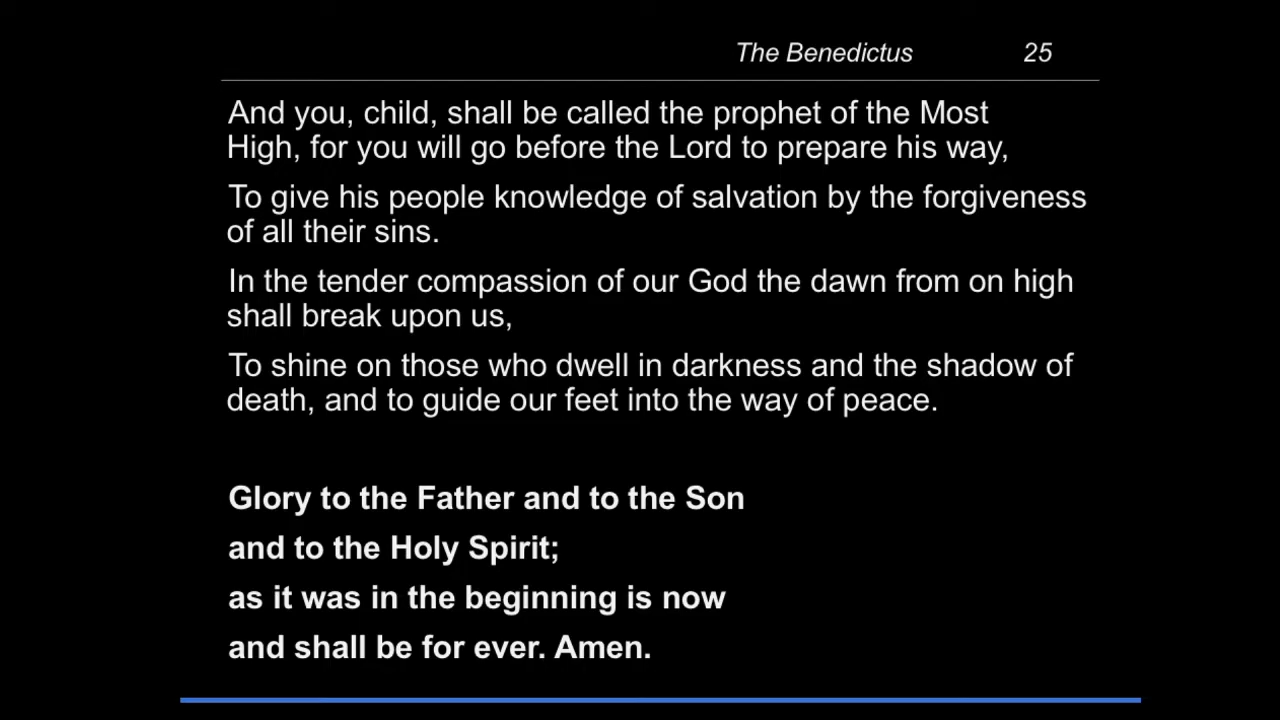 The Benedictus 25
And you, child, shall be called the prophet of the Most
High, for you will go before the Lord to prepare his way,
To give his people knowledge of salvation by the forgiveness
of all their sins.
In the tender compassion of our God the dawn from on high
shall break upon us,
To shine on those who dwell in darkness and the shadow of
death, and to guide our feet into the way of peace.
Glory to the Father and to the Son
and to the Holy Spirit;
as it was in the beginning is now
and shall be for ever. Amen.